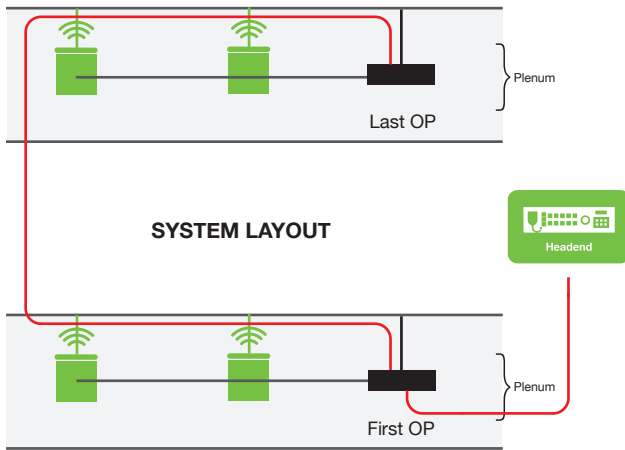 Plenum
Last OP
SYSTEM LAYOUT
Headend
Plenum
First OP